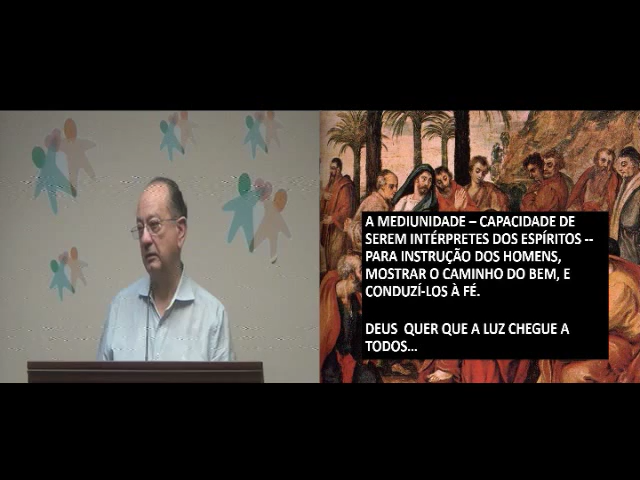 A MEDIUNIDADE – CAPACIDADE DE
SEREM INTÉRPRETES DOS ESPÍRITOS --
PARA INSTRUÇÃO DOS HOMENS,
MOSTRAR O CAMINHO DO BEM, E
CONDUZÍ-LOS À FÉ.
DEUS QUER QUE A LUZ CHEGUE A
TODOS...